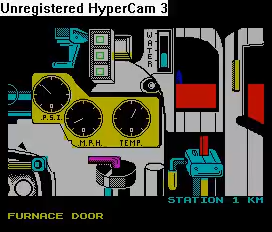 Unregistered HyperCam 3
WATER
P.S.I.
M.P.H.
TEMP.
STATION 1 KM
FURNACE DOOR